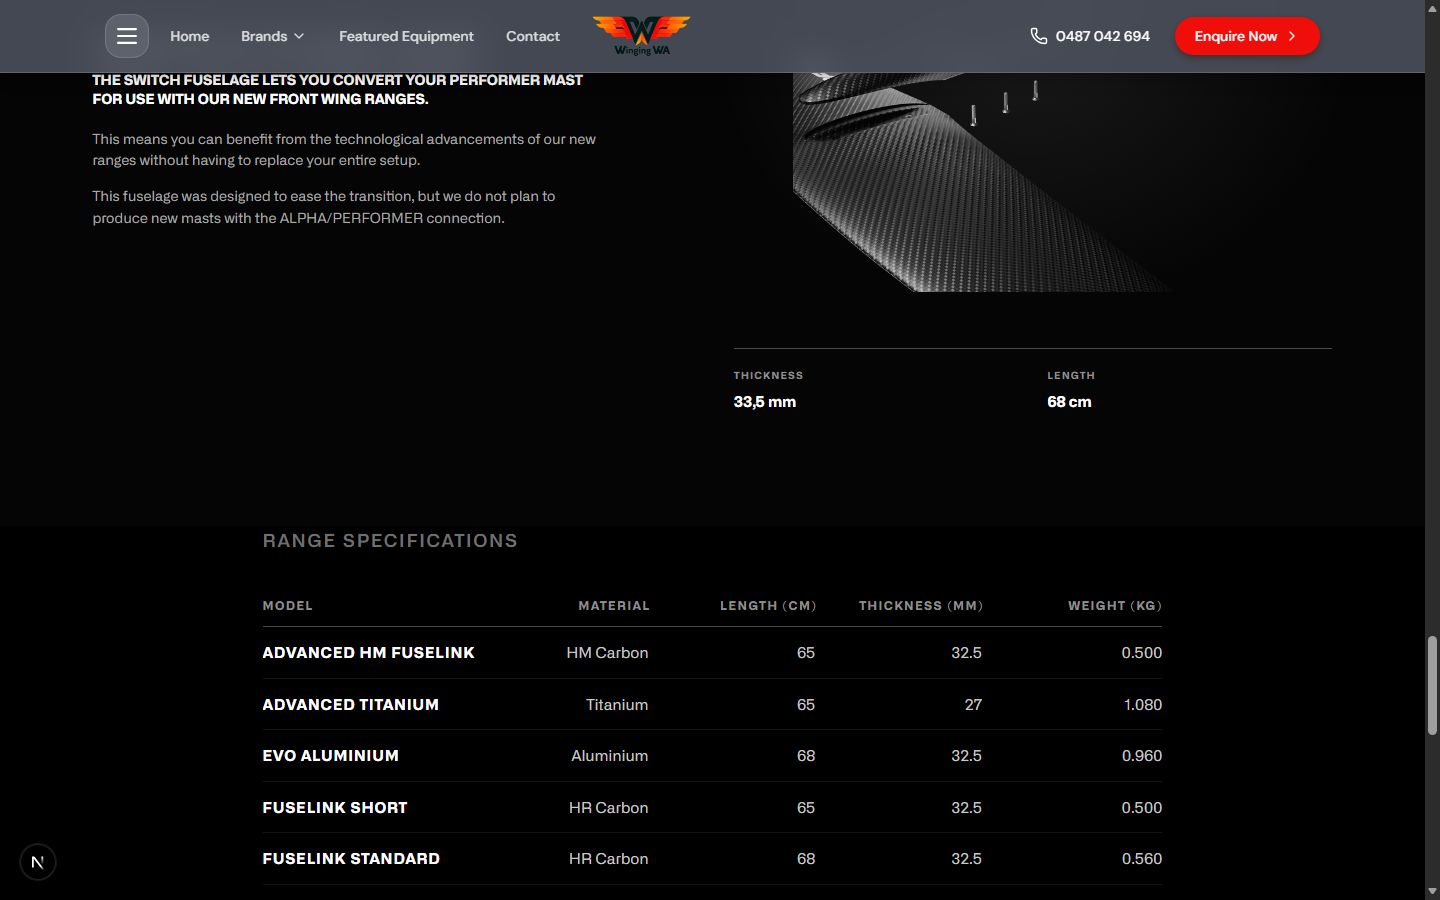 Home
Brands
Featured Equipment
Contact
Winging WA
0487 042 694
Enquire Now
THE SWITCH FUSELAGE LETS YOU CONVERT YOUR PERFORMER MAST
FOR USE WITH OUR NEW FRONT WING RANGES.
This means you can benefit from the technological advancements of our new
ranges without having to replace your entire setup.
This fuselage was designed to ease the transition, but we do not plan to
produce new masts with the ALPHA/PERFORMER connection.
THICKNESS
33,5 mm
LENGTH
68 cm
RANGE SPECIFICATIONS
MODEL MATERIAL LENGTH (CM) THICKNESS (MM) WEIGHT (KG)
ADVANCED HM FUSELINK HM Carbon 65 32.5 0.500
ADVANCED TITANIUM Titanium 65 27 1.080
EVO ALUMINIUM Aluminium 68 32.5 0.960
FUSELINK SHORT HR Carbon 65 32.5 0.500
FUSELINK STANDARD HR Carbon 68 32.5 0.560
N